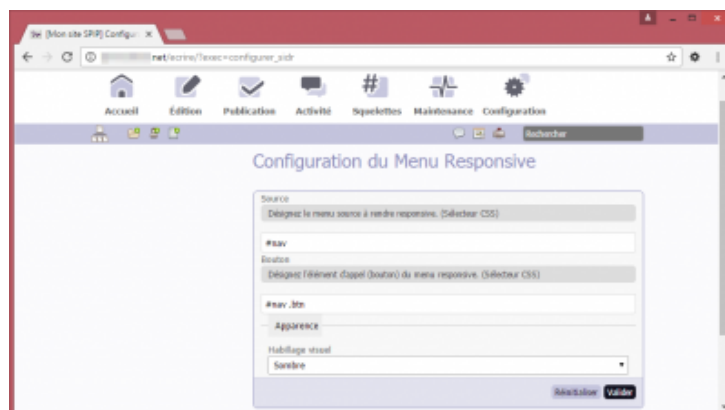 [Mon site SPIP] Configu
net/ecrire/?exec=configurer_sidr
Accueil Édition Publication Activité Squelettes Maintenance Configuration
Rechercher
Configuration du Menu Responsive
Source
Désignez le menu source à rendre responsive. (Sélecteur CSS)
#nav
Bouton
Désignez l'élément d'appel (bouton) du menu responsive. (Sélecteur CSS)
#nav .btn
Apparence
Habillage visuel
Sombre
Réinitialiser Valider